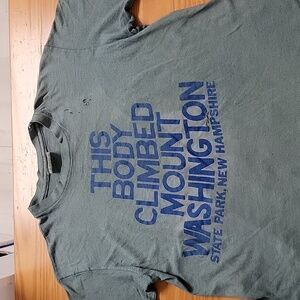 THIS
BODY
CLIMBED
MOUNT
WASHINGTON
STATE PARK, NEW HAMPSHIRE